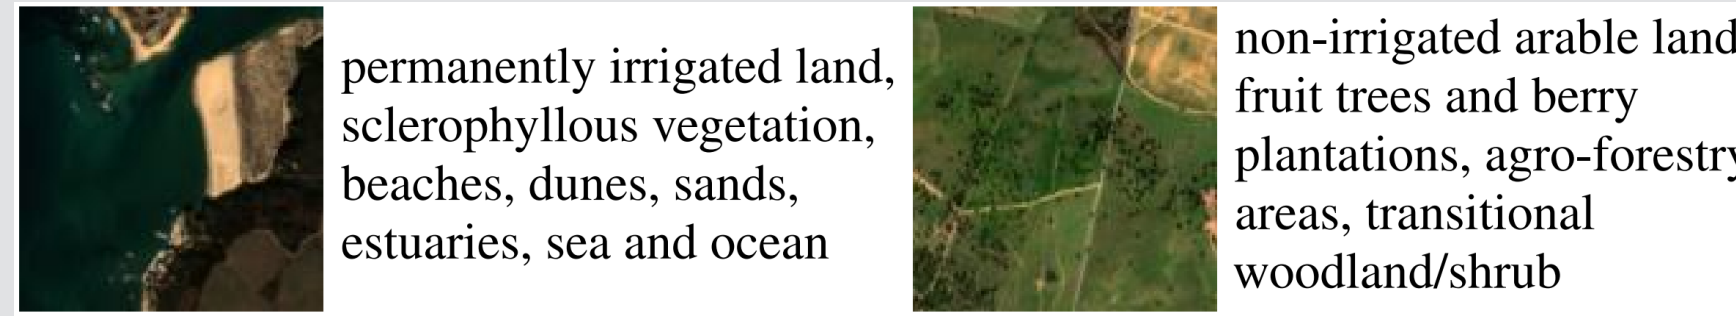 permanently irrigated land,
sclerophyllous vegetation,
beaches, dunes, sands,
estuaries, sea and ocean
non-irrigated arable land
fruit trees and berry
plantations, agro-forestry
areas, transitional
woodland/shrub